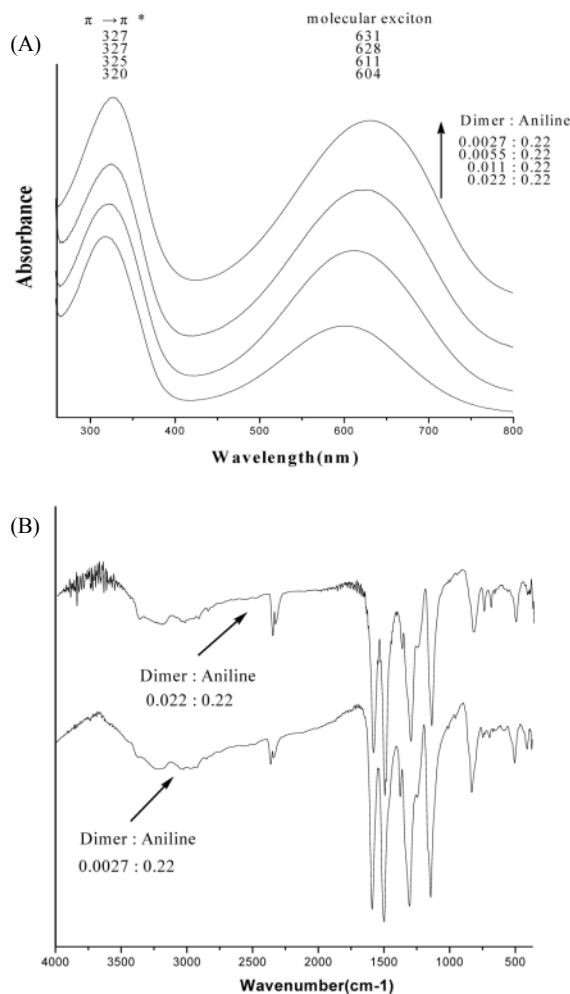 (A)
π →π * molecular exciton
327 631
327 628
325 611
320 604
Dimer : Aniline
0.0027 : 0.22
0.0055 : 0.22
0.011 : 0.22
0.022 : 0.22
Absorbance
300 400 500 600 700 800
Wavelength(nm)
(B)
Dimer : Aniline
0.022 : 0.22
Dimer : Aniline
0.0027 : 0.22
4000 3500 3000 2500 2000 1500 1000 500
Wavenumber(cm-1)